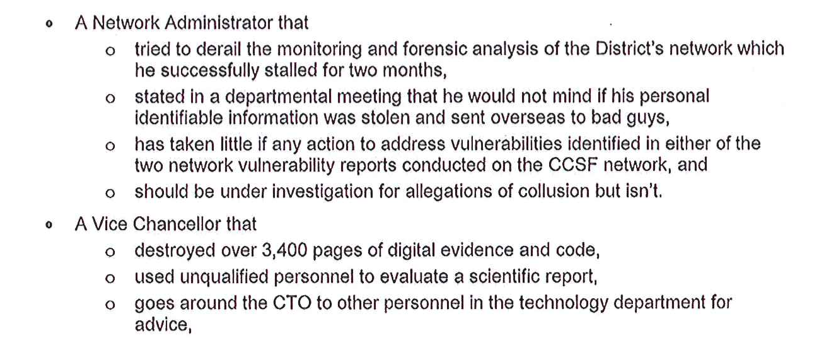 • A Network Administrator that
o tried to derail the monitoring and forensic analysis of the District's network which
he successfully stalled for two months,
o stated in a departmental meeting that he would not mind if his personal
identifiable information was stolen and sent overseas to bad guys,
o has taken little if any action to address vulnerabilities identified in either of the
two network vulnerability reports conducted on the CCSF network, and
o should be under investigation for allegations of collusion but isn't.
• A Vice Chancellor that
o destroyed over 3,400 pages of digital evidence and code,
o used unqualified personnel to evaluate a scientific report,
o goes around the CTO to other personnel in the technology department for
advice,